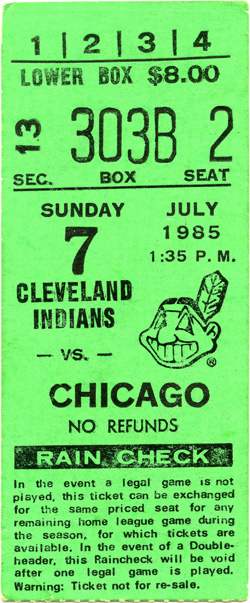 1 | 2 | 3 | 4
LOWER BOX $8.00
13 303B 2
SEC. BOX SEAT
SUNDAY JULY
7 1985
1:35 P.M.
CLEVELAND
INDIANS
— VS. —
®
CHICAGO
NO REFUNDS
RAIN CHECK
In the event a legal game is not
played, this ticket can be exchanged
for the same priced seat for any
remaining home league game during
the season, for which tickets are
available. In the event of a Double-
header, this Raincheck will be void
after one legal game is played.
Warning: Ticket not for re-sale.